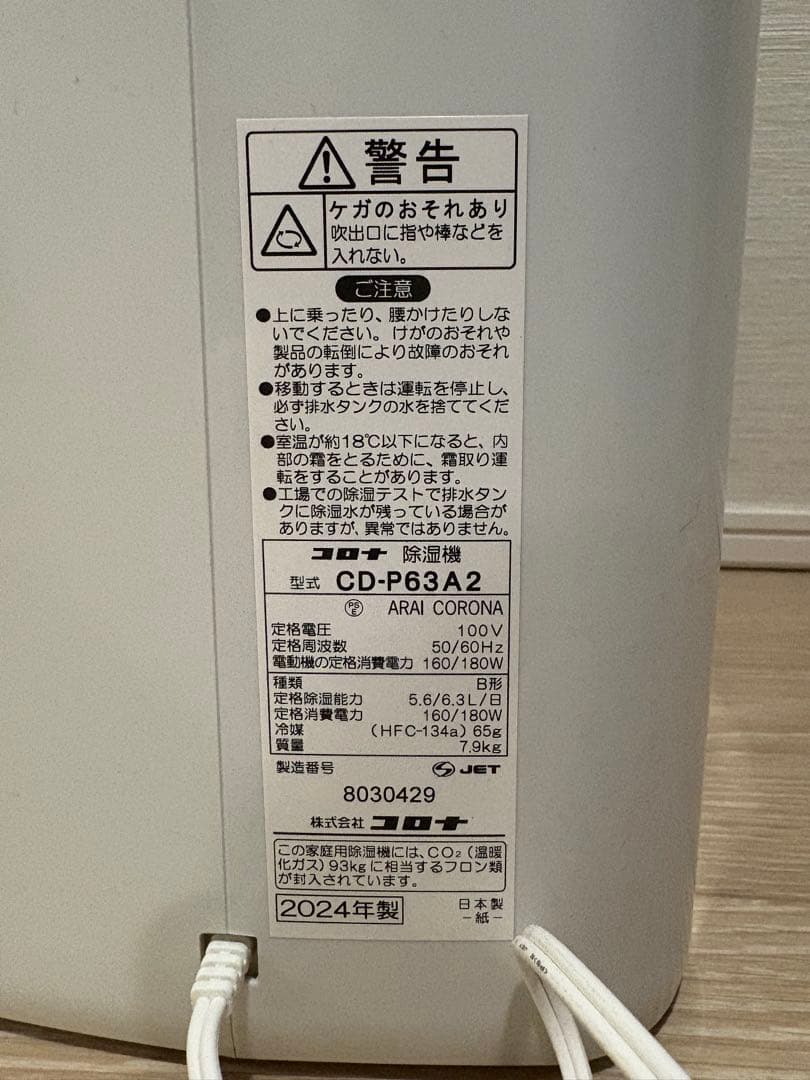 警告
ケガのおそれあり
吹出口に指や棒などを
入れない。
ご注意
●上に乗ったり、腰かけたりしな
いでください。けがのおそれや
製品の転倒により故障のおそれ
があります。
●移動するときは運転を停止し、
必ず排水タンクの水を捨ててくだ
さい。
●室温が約18℃以下になると、内
部の霜をとるために、霜取り運
転をすることがあります。
●工場での除湿テストで排水タン
クに除湿水が残っている場合が
ありますが、異常ではありません。
コロナ 除湿機
型式 CD-P63A2
PSE ARAI CORONA
定格電圧 100V
定格周波数 50/60Hz
電動機の定格消費電力 160/180W
種類 B形
定格除湿能力 5.6/6.3L/日
定格消費電力 160/180W
冷媒 (HFC-134a) 65g
質量 7.9kg
製造番号 JET
8030429
株式会社 コロナ
この家庭用除湿機には、CO₂(温暖
化ガス)93kgに相当するフロン類
が封入されています。
2024年製 日本製
-紙-